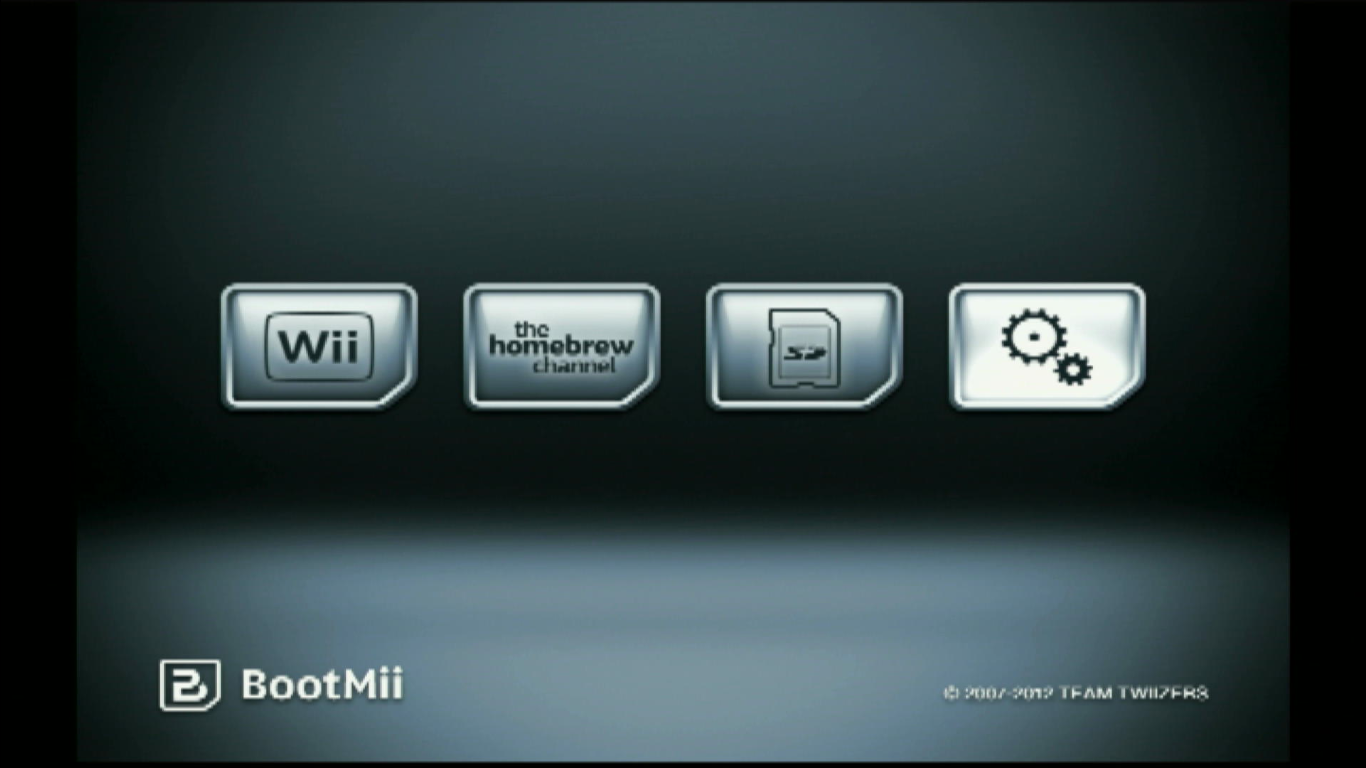 Wii
the
homebrew
channel
SD
BootMii
© 2007-2012 TEAM TWIIZERS